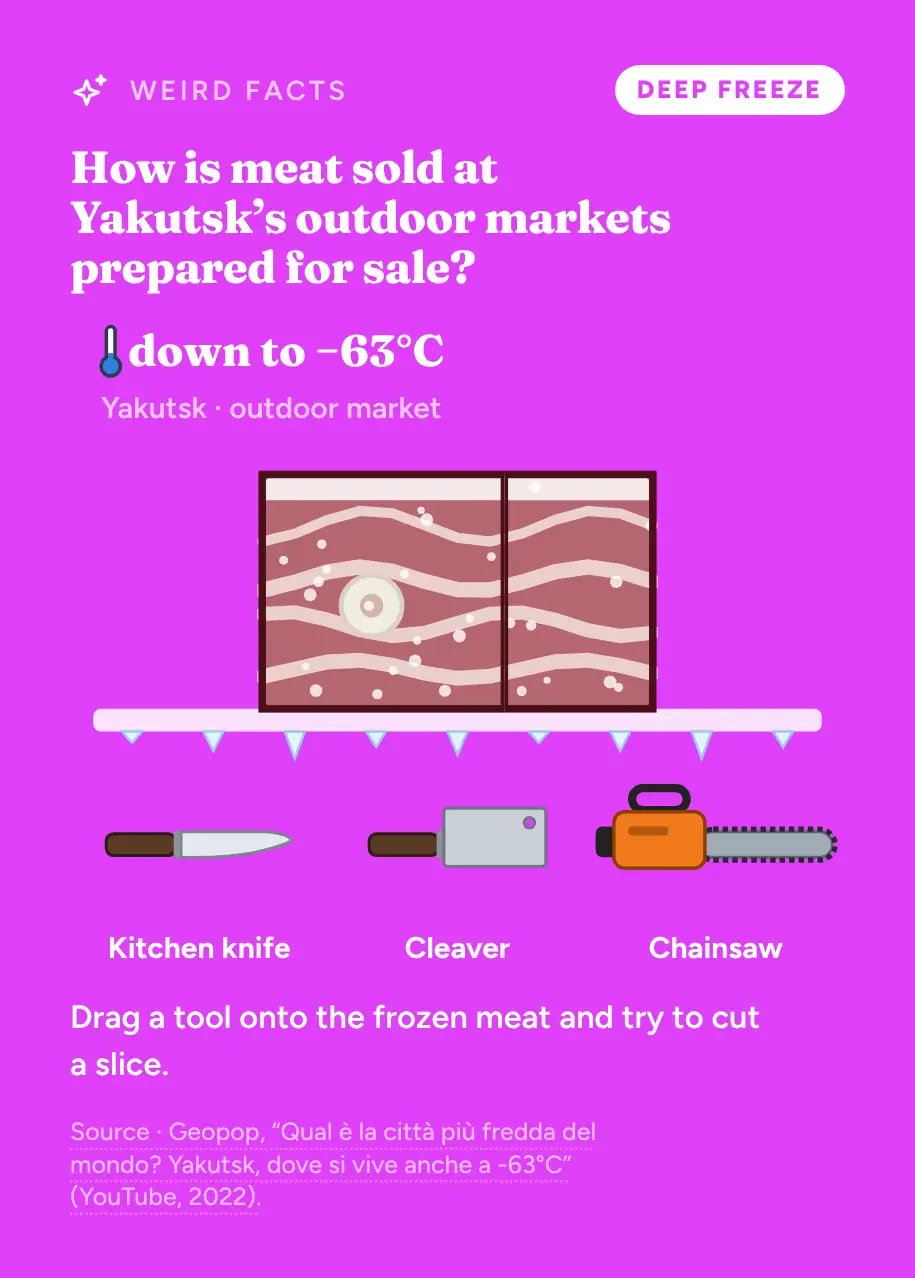 WEIRD FACTS
DEEP FREEZE
How is meat sold at
Yakutsk’s outdoor markets
prepared for sale?
down to −63°C
Yakutsk · outdoor market
Kitchen knife
Cleaver
Chainsaw
Drag a tool onto the frozen meat and try to cut
a slice.
Source · Geopop, “Qual è la città più fredda del
mondo? Yakutsk, dove si vive anche a -63°C”
(YouTube, 2022).